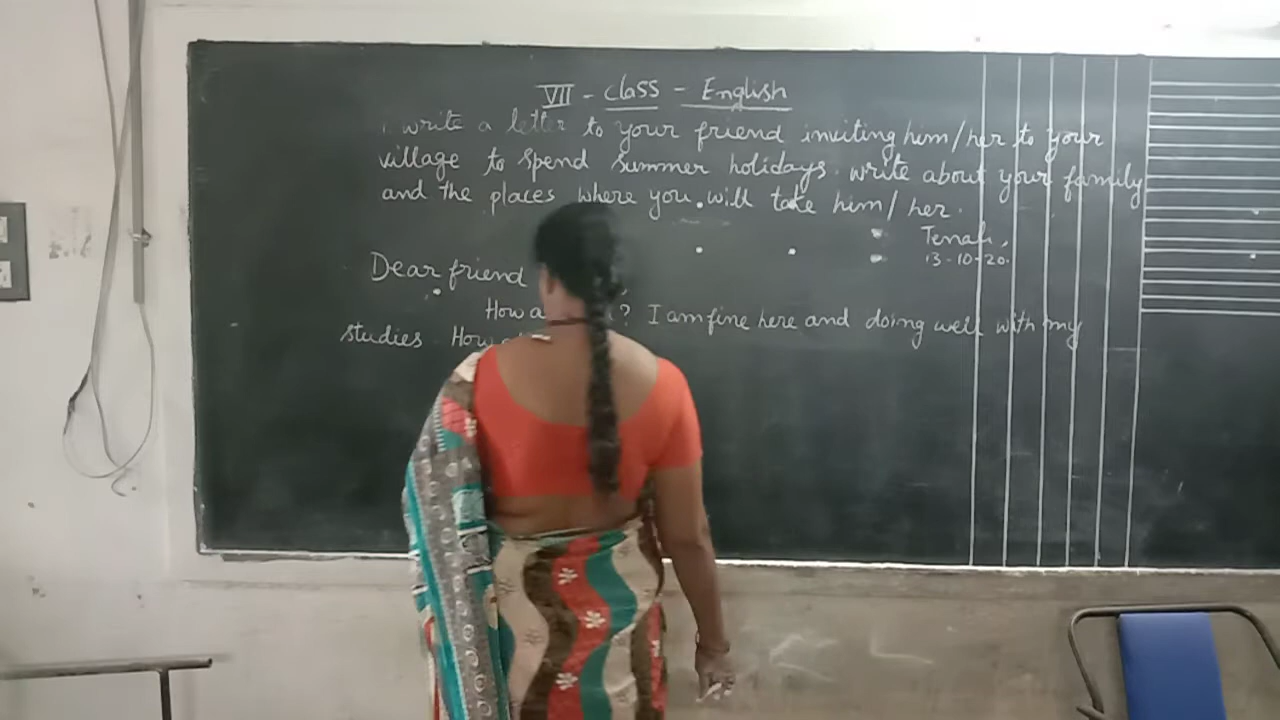 VII - class - English
write a letter to your friend inviting him/her to your
village to spend summer holidays. write about your family
and the places where you will take him/her.
Tenali,
13-10-20.
Dear friend
How a ? I am fine here and doing well with my
studies How